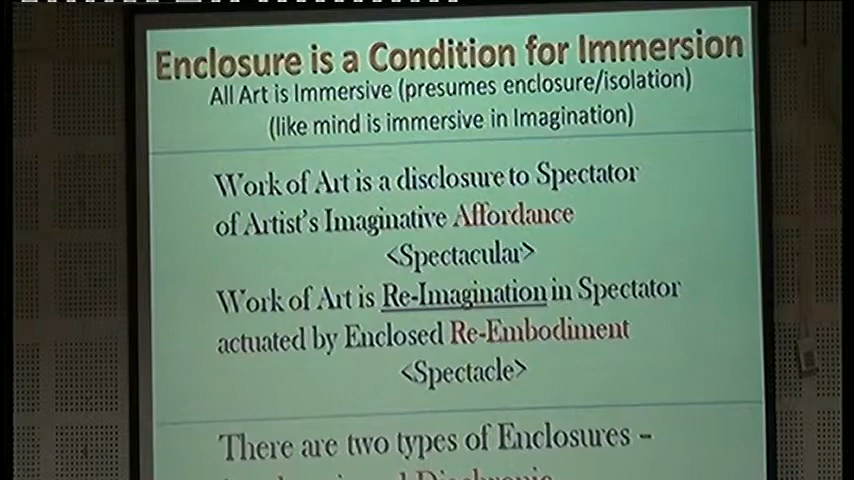 Enclosure is a Condition for Immersion
All Art is Immersive (presumes enclosure/isolation)
(like mind is immersive in Imagination)
Work of Art is a disclosure to Spectator
of Artist's Imaginative Affordance
<Spectacular>
Work of Art is Re-Imagination in Spectator
actuated by Enclosed Re-Embodiment
<Spectacle>
There are two types of Enclosures –